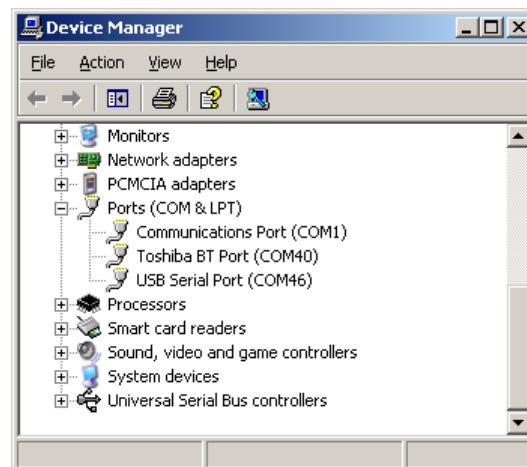 Device Manager
File Action View Help
Monitors
Network adapters
PCMCIA adapters
Ports (COM & LPT)
Communications Port (COM1)
Toshiba BT Port (COM40)
USB Serial Port (COM46)
Processors
Smart card readers
Sound, video and game controllers
System devices
Universal Serial Bus controllers